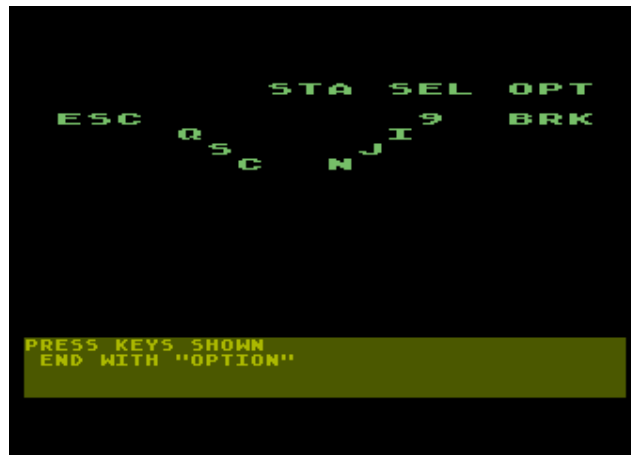 STA SEL OPT
ESC 9 BRK
Q I
S J
C N
PRESS KEYS SHOWN
END WITH "OPTION"